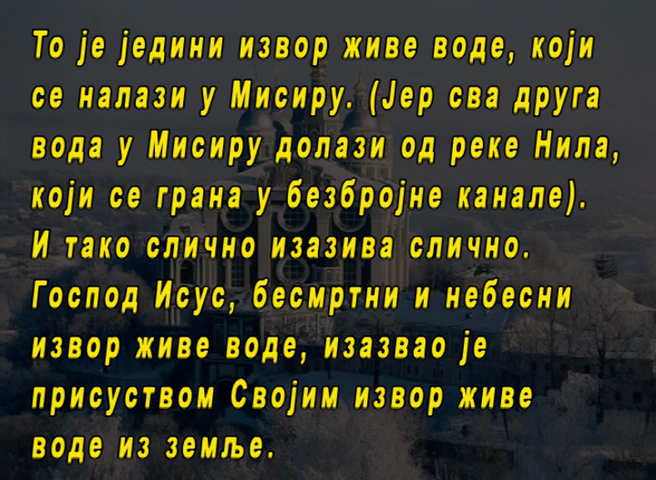 То је једини извор живе воде, који
се налази у Мисиру. (Јер сва друга
вода у Мисиру долази од реке Нила,
који се грана у безбројне канале).
И тако слично изазива слично.
Господ Исус, бесмртни и небесни
извор живе воде, изазвао је
присуством Својим извор живе
воде из земље.